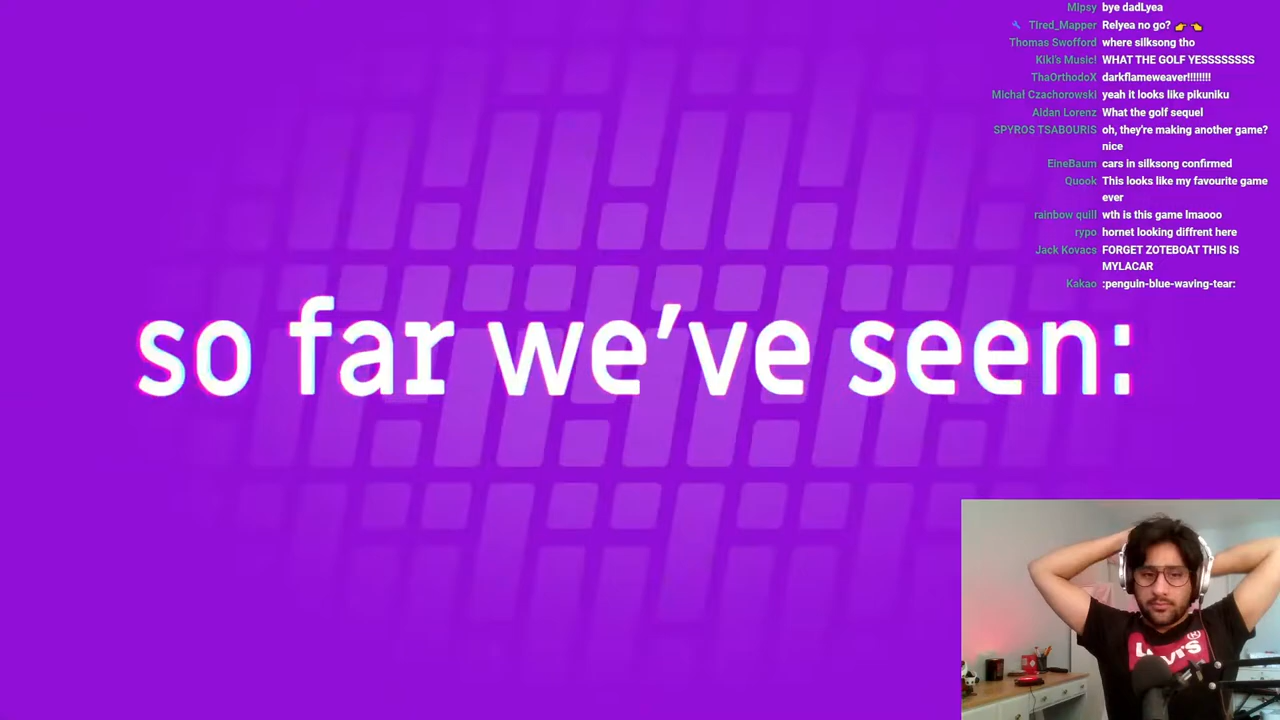 Mipsy bye dadLyea
Tired_Mapper Relyea no go? 👉 👈
Thomas Swofford where silksong tho
Kiki's Music! WHAT THE GOLF YESSSSSSSS
ThaOrthodoX darkflameweaver!!!!!!!!
Michał Czachorowski yeah it looks like pikuniku
Aidan Lorenz What the golf sequel
SPYROS TSABOURIS oh, they're making another game?
nice
EineBaum cars in silksong confirmed
Quook This looks like my favourite game
ever
rainbow quill wth is this game lmaooo
rypo hornet looking diffrent here
Jack Kovacs FORGET ZOTEBOAT THIS IS
MYLACAR
Kakao :penguin-blue-waving-tear:
so far we've seen:
Levi's